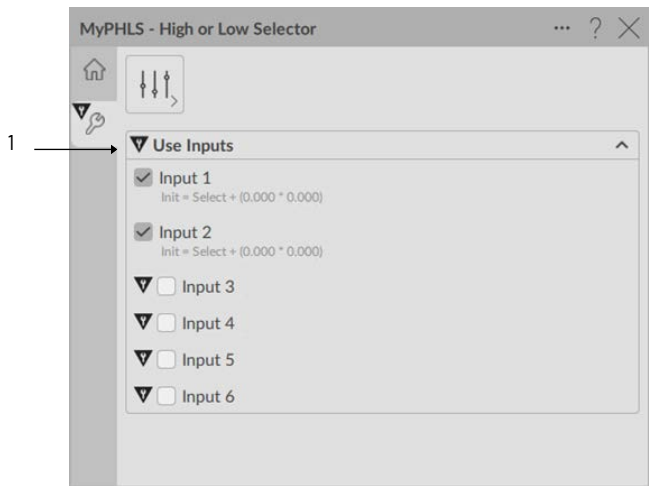 MyPHLS - High or Low Selector ... ?
1
Use Inputs
Input 1
Init = Select + (0.000 * 0.000)
Input 2
Init = Select + (0.000 * 0.000)
Input 3
Input 4
Input 5
Input 6